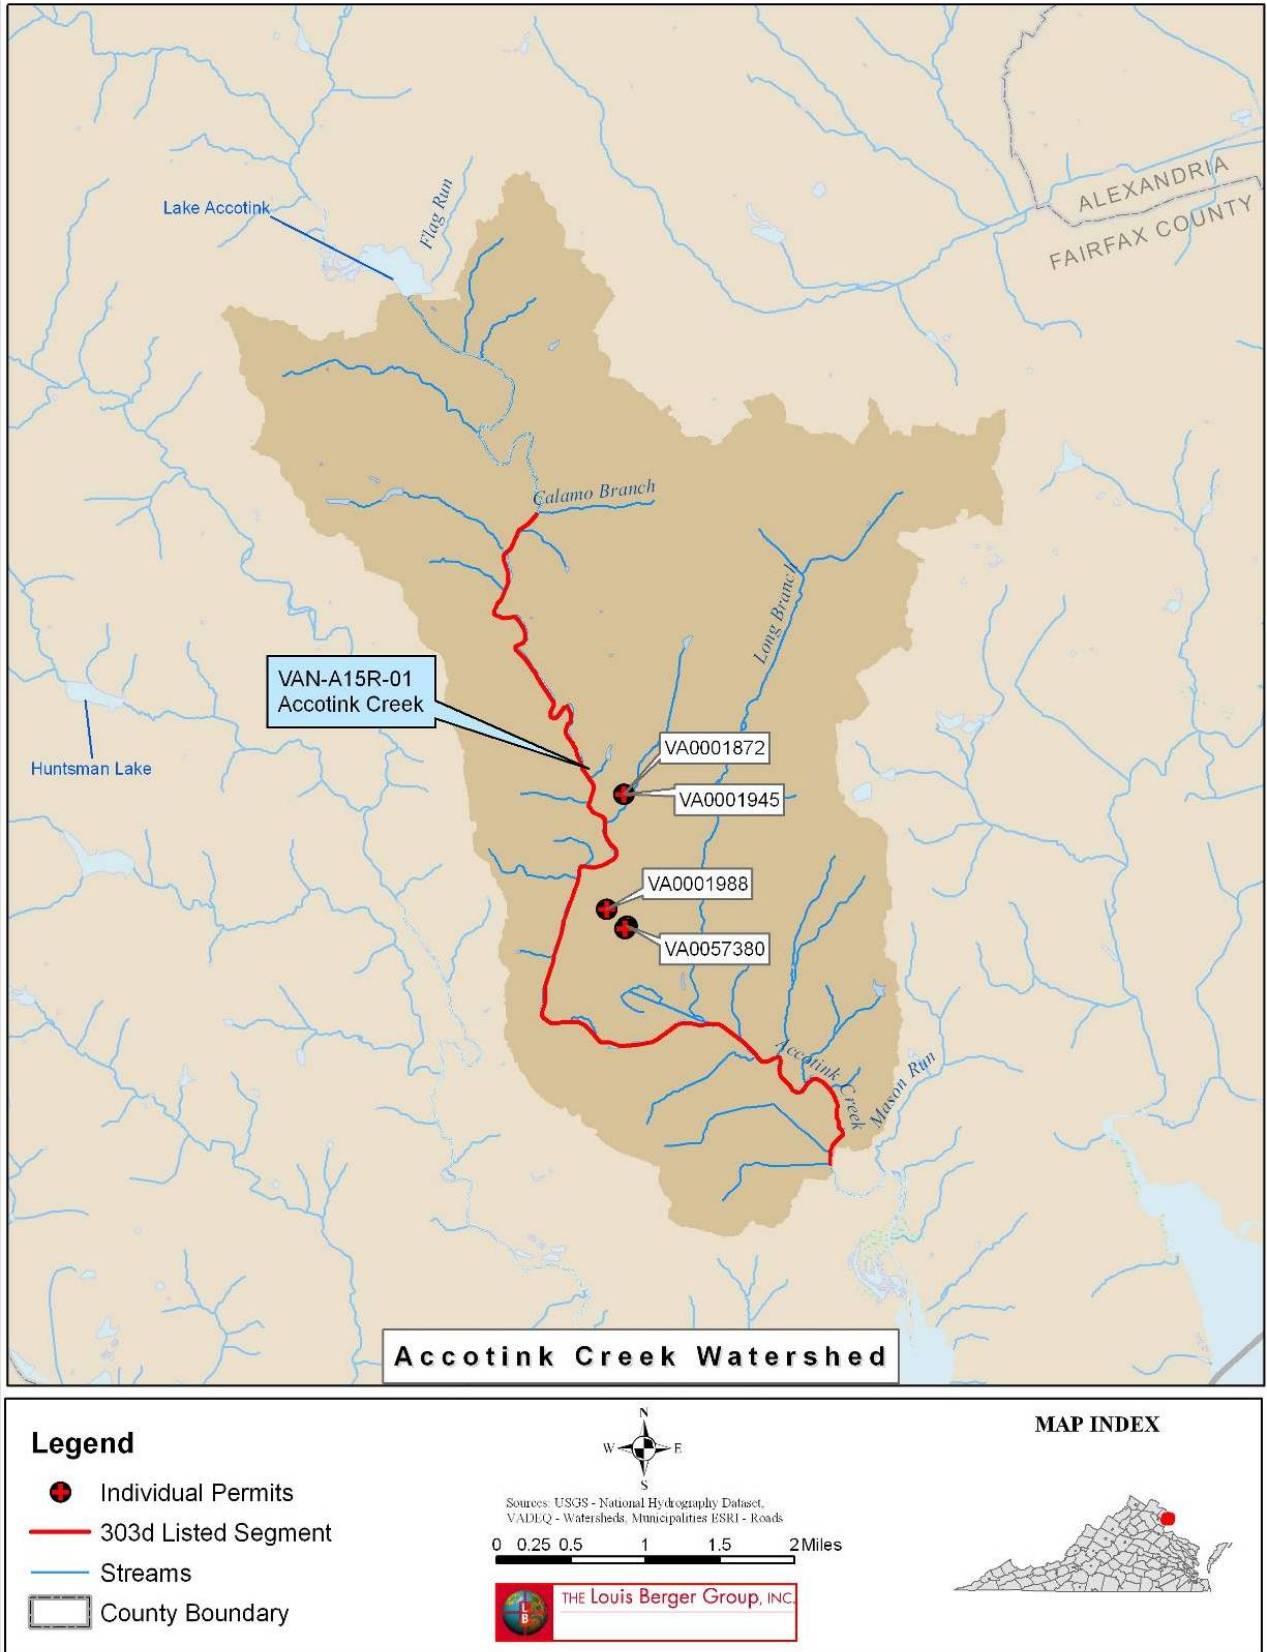 ALEXANDRIA
FAIRFAX COUNTY
Lake Accotink
Flag Run
Calamo Branch
Long Branch
VAN-A15R-01
Accotink Creek
Huntsman Lake
VA0001872
VA0001945
VA0001988
VA0057380
Accotink Creek
Mason Run
Accotink Creek Watershed
Legend
Individual Permits
303d Listed Segment
Streams
County Boundary
N
W E
S
Sources: USGS - National Hydrography Dataset,
VADEQ - Watersheds, Municipalities ESRI - Roads
0 0.25 0.5 1 1.5 2 Miles
L
B
THE Louis Berger Group, INC.
MAP INDEX